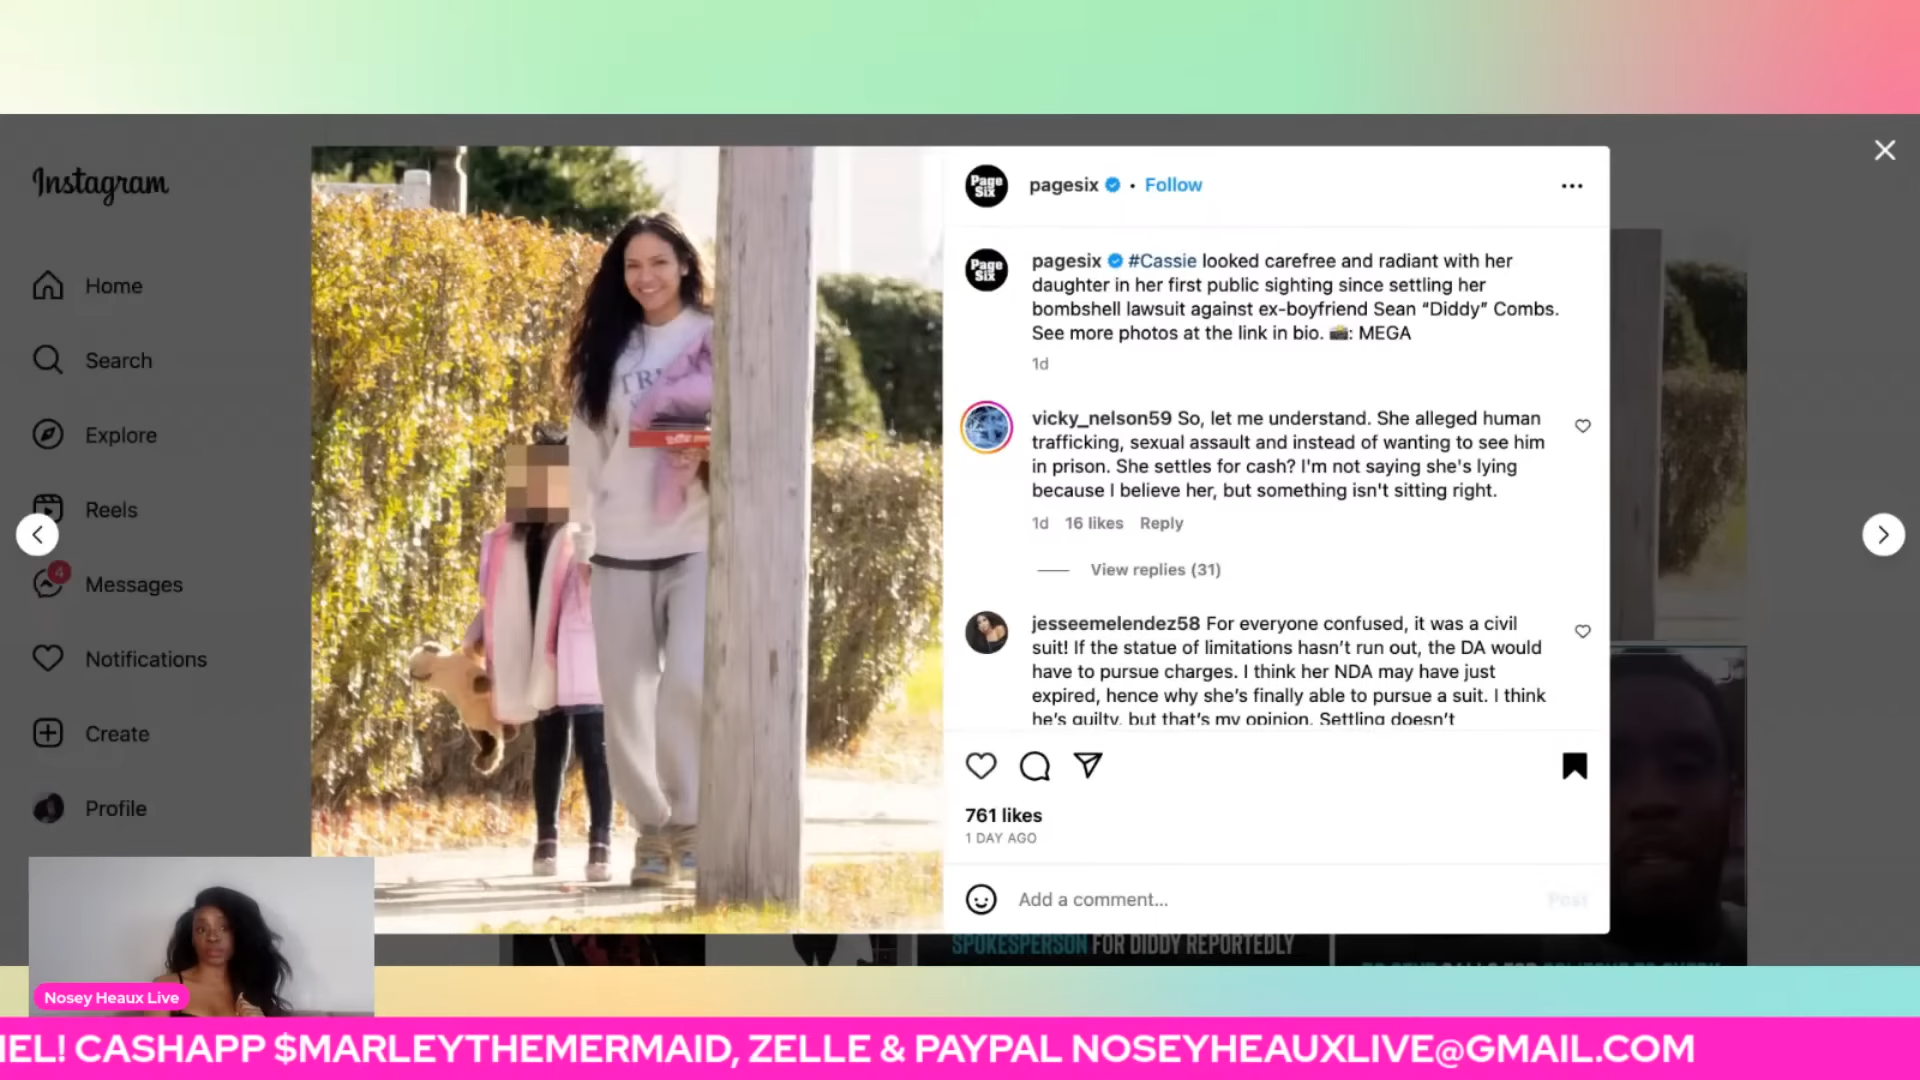 Instagram
Home
Search
Explore
Reels
4
Messages
Notifications
Create
Profile
Page
Six
pagesix • Follow
Page
Six
pagesix #Cassie looked carefree and radiant with her
daughter in her first public sighting since settling her
bombshell lawsuit against ex-boyfriend Sean “Diddy” Combs.
See more photos at the link in bio. 📸: MEGA
1d
vicky_nelson59 So, let me understand. She alleged human
trafficking, sexual assault and instead of wanting to see him
in prison. She settles for cash? I'm not saying she's lying
because I believe her, but something isn't sitting right.
1d 16 likes Reply
View replies (31)
jesseemelendez58 For everyone confused, it was a civil
suit! If the statue of limitations hasn’t run out, the DA would
have to pursue charges. I think her NDA may have just
expired, hence why she’s finally able to pursue a suit. I think
he’s guilty, but that’s my opinion. Settling doesn’t
761 likes
1 DAY AGO
Add a comment...
Post
SPOKESPERSON FOR DIDDY REPORTEDLY
Nosey Heaux Live
NEL! CASHAPP $MARLEYTHEMERMAID, ZELLE & PAYPAL NOSEYHEAUXLIVE@GMAIL.COM